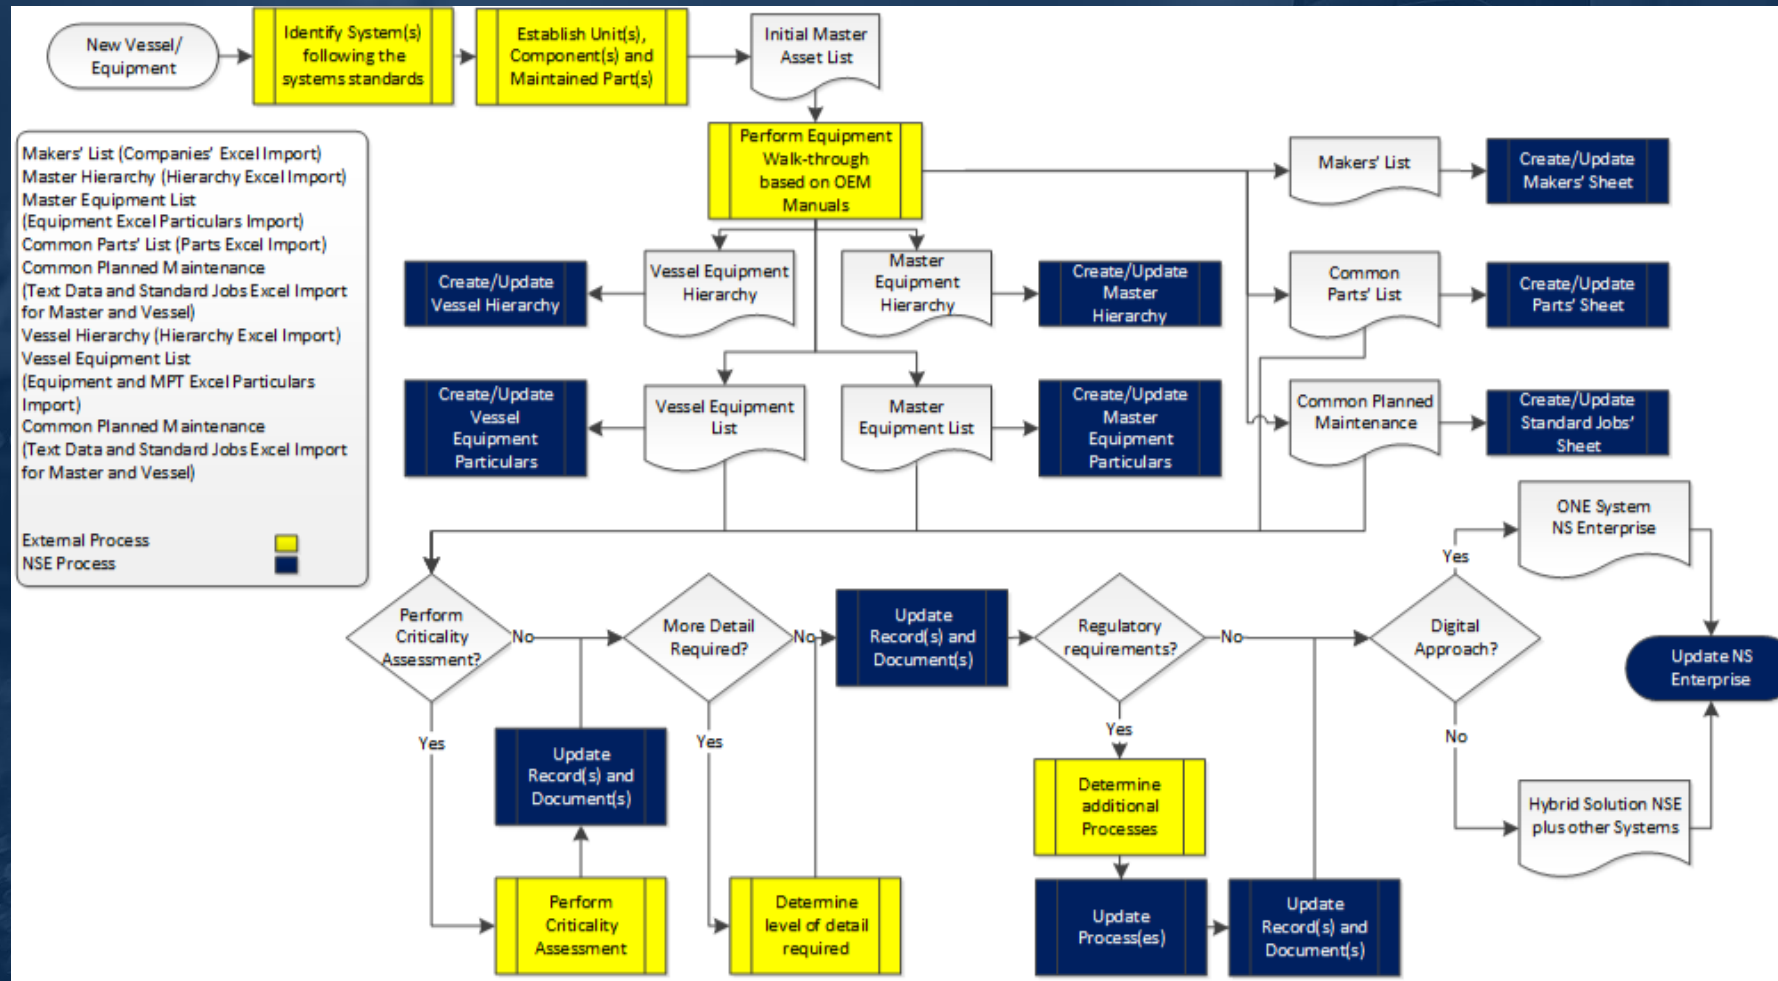 New Vessel/
Equipment
Identify System(s)
following the
systems standards
Establish Unit(s),
Component(s) and
Maintained Part(s)
Initial Master
Asset List
Makers' List (Companies' Excel Import)
Master Hierarchy (Hierarchy Excel Import)
Master Equipment List
(Equipment Excel Particulars Import)
Common Parts' List (Parts Excel Import)
Common Planned Maintenance
(Text Data and Standard Jobs Excel Import
for Master and Vessel)
Vessel Hierarchy (Hierarchy Excel Import)
Vessel Equipment List
(Equipment and MPT Excel Particulars
Import)
Common Planned Maintenance
(Text Data and Standard Jobs Excel Import
for Master and Vessel)
External Process
NSE Process
Perform Equipment
Walk-through
based on OEM
Manuals
Makers' List
Create/Update
Makers' Sheet
Create/Update
Vessel Hierarchy
Vessel Equipment
Hierarchy
Master
Equipment
Hierarchy
Create/Update
Master
Hierarchy
Common
Parts' List
Create/Update
Parts' Sheet
Create/Update
Vessel
Equipment
Particulars
Vessel Equipment
List
Master
Equipment List
Create/Update
Master
Equipment
Particulars
Common Planned
Maintenance
Create/Update
Standard Jobs'
Sheet
ONE System
NS Enterprise
Yes
Perform
Criticality
Assessment?
No
More Detail
Required?
No
Update
Record(s) and
Document(s)
Regulatory
requirements?
No
Digital
Approach?
Update NS
Enterprise
Yes
Update
Record(s) and
Document(s)
Yes
Yes
No
Determine
additional
Processes
Hybrid Solution NSE
plus other Systems
Perform
Criticality
Assessment
Determine
level of detail
required
Update
Process(es)
Update
Record(s) and
Document(s)